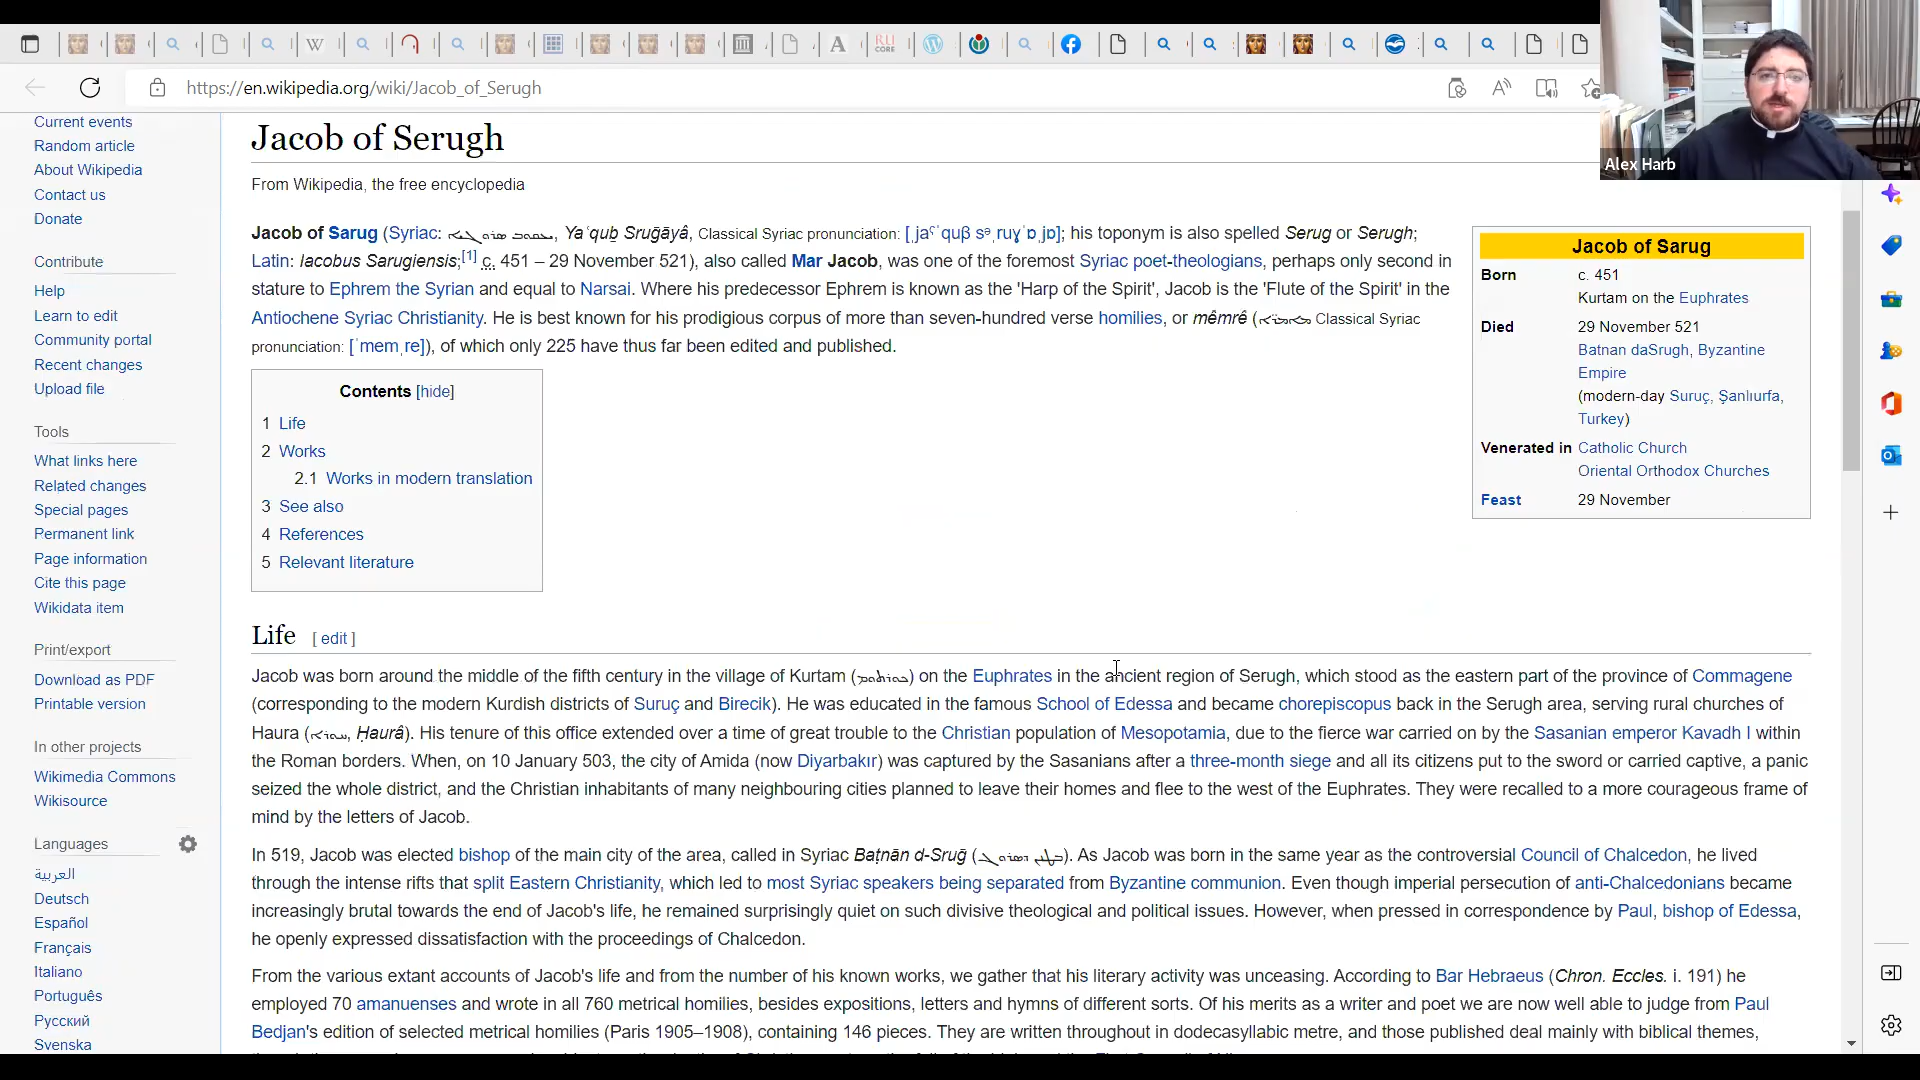 https://en.wikipedia.org/wiki/Jacob_of_Serugh
Alex Harb
Current events
Random article
About Wikipedia
Contact us
Donate
Contribute
Help
Learn to edit
Community portal
Recent changes
Upload file
Tools
What links here
Related changes
Special pages
Permanent link
Page information
Cite this page
Wikidata item
Print/export
Download as PDF
Printable version
In other projects
Wikimedia Commons
Wikisource
Languages
العربية
Deutsch
Español
Français
Italiano
Português
Русский
Svenska
Jacob of Serugh
From Wikipedia, the free encyclopedia
Jacob of Sarug (Syriac: Yaʿquḇ Sruḡāyâ, Classical Syriac pronunciation: his toponym is also spelled Serug or Serugh;
Latin: Iacobus Sarugiensis;[1] c. 451 – 29 November 521), also called Mar Jacob, was one of the foremost Syriac poet-theologians, perhaps only second in
stature to Ephrem the Syrian and equal to Narsai. Where his predecessor Ephrem is known as the 'Harp of the Spirit', Jacob is the 'Flute of the Spirit' in the
Antiochene Syriac Christianity. He is best known for his prodigious corpus of more than seven-hundred verse homilies, or mêmrê ( Classical Syriac
pronunciation: [ˈmemˌre]), of which only 225 have thus far been edited and published.
Jacob of Sarug
Born c. 451
Kurtam on the Euphrates
Died 29 November 521
Batnan daSrugh, Byzantine
Empire
(modern-day Suruç, Şanlıurfa,
Turkey)
Venerated in Catholic Church
Oriental Orthodox Churches
Feast 29 November
Contents [hide]
1 Life
2 Works
2.1 Works in modern translation
3 See also
4 References
5 Relevant literature
Life [ edit ]
Jacob was born around the middle of the fifth century in the village of Kurtam ( ) on the Euphrates in the ancient region of Serugh, which stood as the eastern part of the province of Commagene
(corresponding to the modern Kurdish districts of Suruç and Birecik). He was educated in the famous School of Edessa and became chorepiscopus back in the Serugh area, serving rural churches of
Haura ( , Ḥaurâ). His tenure of this office extended over a time of great trouble to the Christian population of Mesopotamia, due to the fierce war carried on by the Sasanian emperor Kavadh I within
the Roman borders. When, on 10 January 503, the city of Amida (now Diyarbakır) was captured by the Sasanians after a three-month siege and all its citizens put to the sword or carried captive, a panic
seized the whole district, and the Christian inhabitants of many neighbouring cities planned to leave their homes and flee to the west of the Euphrates. They were recalled to a more courageous frame of
mind by the letters of Jacob.
In 519, Jacob was elected bishop of the main city of the area, called in Syriac Baṭnān d-Sruḡ ( ). As Jacob was born in the same year as the controversial Council of Chalcedon, he lived
through the intense rifts that split Eastern Christianity, which led to most Syriac speakers being separated from Byzantine communion. Even though imperial persecution of anti-Chalcedonians became
increasingly brutal towards the end of Jacob's life, he remained surprisingly quiet on such divisive theological and political issues. However, when pressed in correspondence by Paul, bishop of Edessa,
he openly expressed dissatisfaction with the proceedings of Chalcedon.
From the various extant accounts of Jacob's life and from the number of his known works, we gather that his literary activity was unceasing. According to Bar Hebraeus (Chron. Eccles. i. 191) he
employed 70 amanuenses and wrote in all 760 metrical homilies, besides expositions, letters and hymns of different sorts. Of his merits as a writer and poet we are now well able to judge from Paul
Bedjan's edition of selected metrical homilies (Paris 1905–1908), containing 146 pieces. They are written throughout in dodecasyllabic metre, and those published deal mainly with biblical themes,